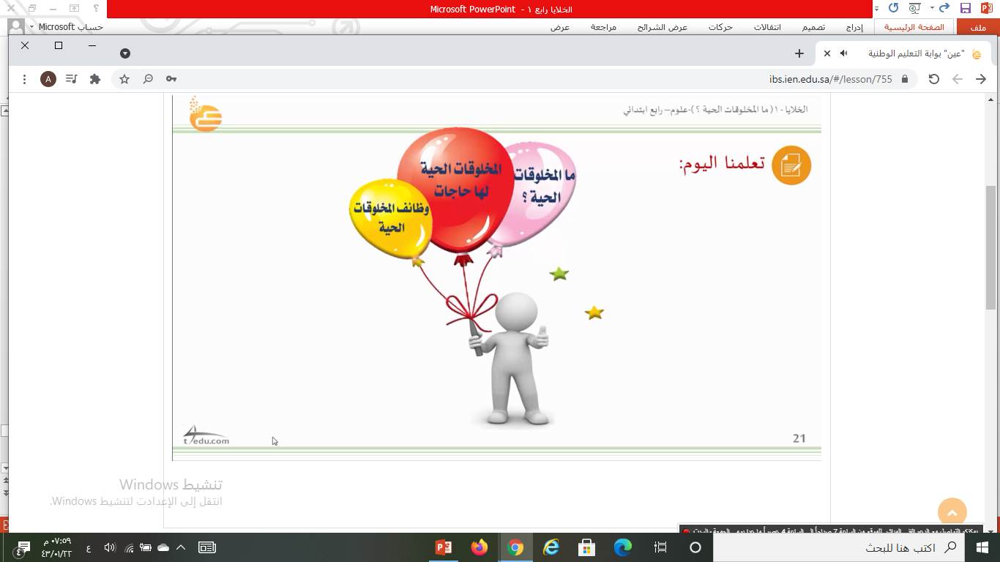 الخلايا رابع ١ - Microsoft PowerPoint
ملف
الصفحة الرئيسية
إدراج
تصميم
انتقالات
حركات
عرض الشرائح
مراجعة
عرض
حساب Microsoft
"عين" بوابة التعليم الوطنية
ibs.ien.edu.sa/#/lesson/755
A
الخلايا - ١( ما المخلوقات الحية ؟ )-علوم– رابع ابتدائي
تعلمنا اليوم:
ما المخلوقات
الحية ؟
المخلوقات الحية
لها حاجات
وظائف المخلوقات
الحية
t4edu.com
21
تنشيط Windows
انتقل إلى الإعدادت لتنشيط Windows.
اكتب هنا للبحث
ع
٠٧:٥٩ م
٤٣/٠١/٢٢
٤